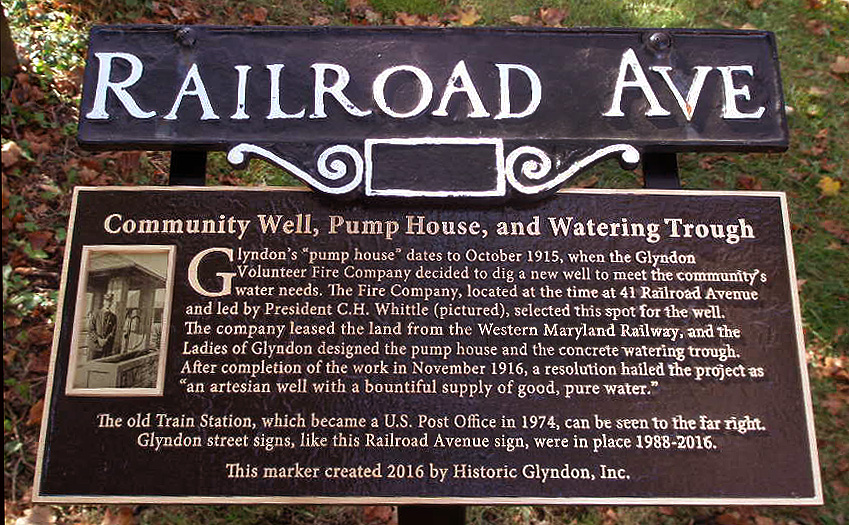 Railroad Ave
Community Well, Pump House, and Watering Trough
Glyndon's "pump house" dates to October 1915, when the Glyndon
Volunteer Fire Company decided to dig a new well to meet the community's
water needs. The Fire Company, located at the time at 41 Railroad Avenue
and led by President C.H. Whittle (pictured), selected this spot for the well.
The company leased the land from the Western Maryland Railway, and the
Ladies of Glyndon designed the pump house and the concrete watering trough.
After completion of the work in November 1916, a resolution hailed the project as
"an artesian well with a bountiful supply of good, pure water."
The old Train Station, which became a U.S. Post Office in 1974, can be seen to the far right.
Glyndon street signs, like this Railroad Avenue sign, were in place 1988-2016.
This marker created 2016 by Historic Glyndon, Inc.